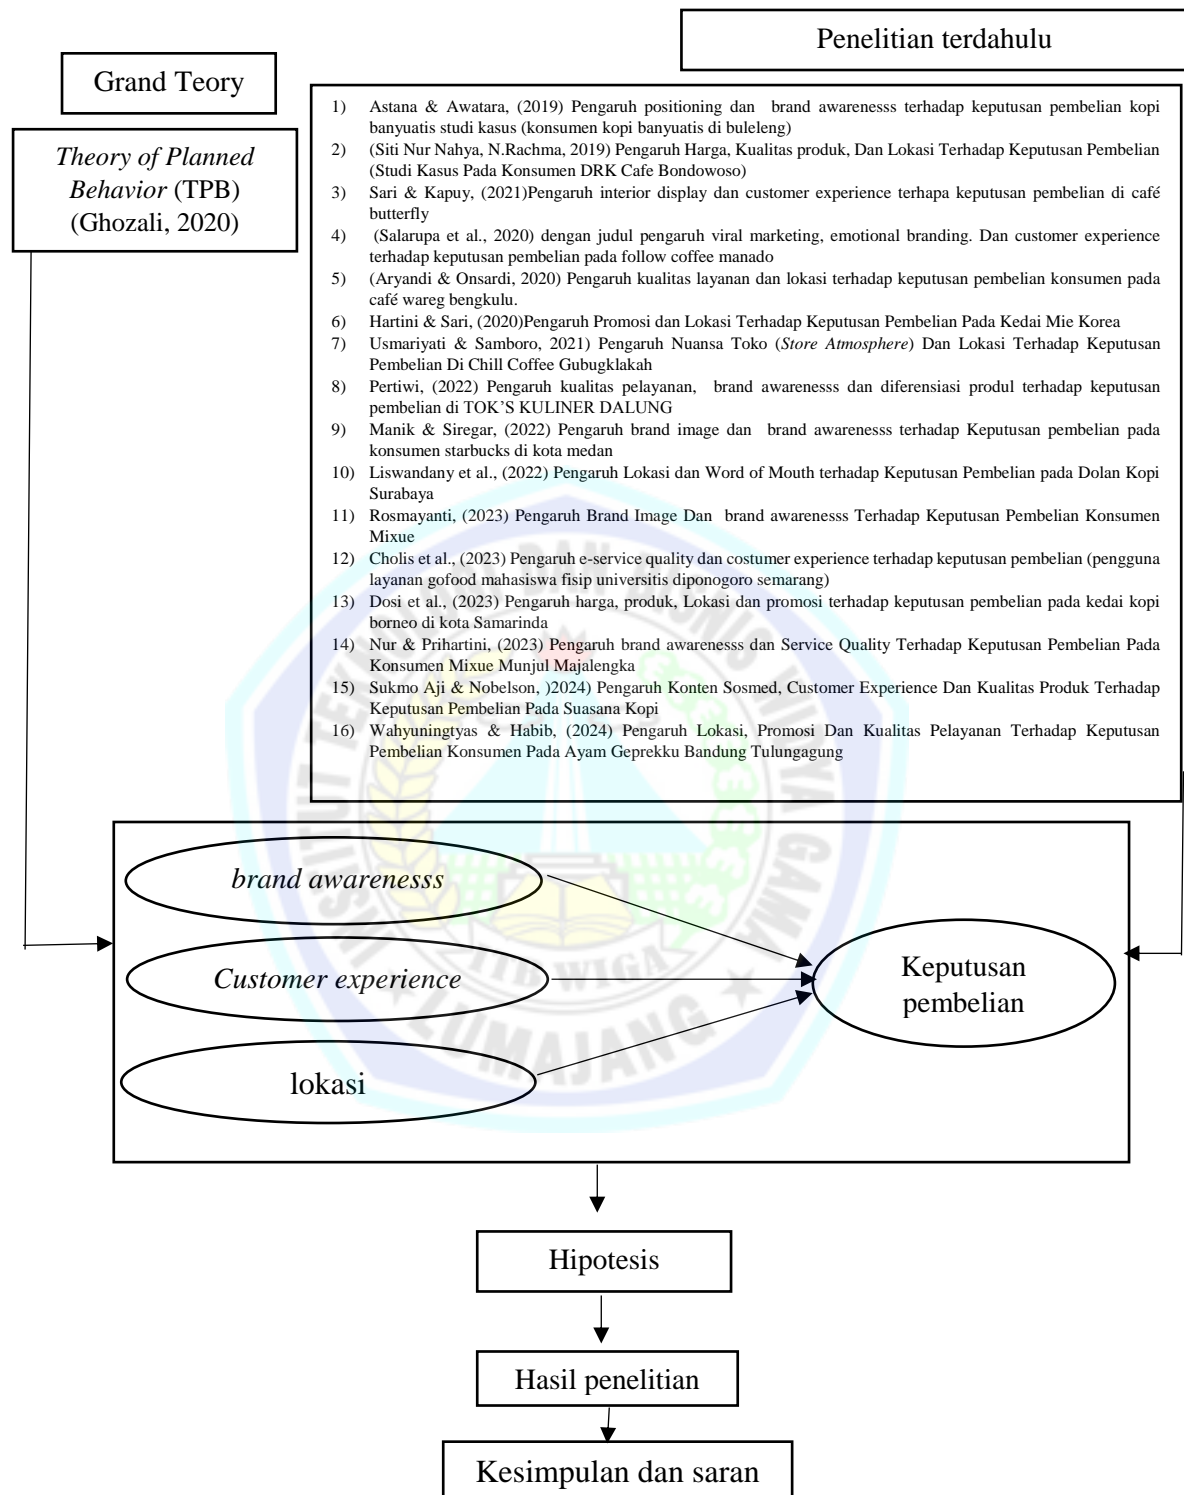 Penelitian terdahulu
Grand Teory
Theory of Planned
Behavior (TPB)
(Ghozali, 2020)
1) Astana & Awatara, (2019) Pengaruh positioning dan brand awarenesss terhadap keputusan pembelian kopi
banyuatis studi kasus (konsumen kopi banyuatis di buleleng)
2) (Siti Nur Nahya, N.Rachma, 2019) Pengaruh Harga, Kualitas produk, Dan Lokasi Terhadap Keputusan Pembelian
(Studi Kasus Pada Konsumen DRK Cafe Bondowoso)
3) Sari & Kapuy, (2021)Pengaruh interior display dan customer experience terhapa keputusan pembelian di café
butterfly
4) (Salarupa et al., 2020) dengan judul pengaruh viral marketing, emotional branding. Dan customer experience
terhadap keputusan pembelian pada follow coffee manado
5) (Aryandi & Onsardi, 2020) Pengaruh kualitas layanan dan lokasi terhadap keputusan pembelian konsumen pada
café wareg bengkulu.
6) Hartini & Sari, (2020)Pengaruh Promosi dan Lokasi Terhadap Keputusan Pembelian Pada Kedai Mie Korea
7) Usmariyati & Samboro, 2021) Pengaruh Nuansa Toko (Store Atmosphere) Dan Lokasi Terhadap Keputusan
Pembelian Di Chill Coffee Gubugklakah
8) Pertiwi, (2022) Pengaruh kualitas pelayanan, brand awarenesss dan diferensiasi produl terhadap keputusan
pembelian di TOK'S KULINER DALUNG
9) Manik & Siregar, (2022) Pengaruh brand image dan brand awarenesss terhadap Keputusan pembelian pada
konsumen starbucks di kota medan
10) Liswandany et al., (2022) Pengaruh Lokasi dan Word of Mouth terhadap Keputusan Pembelian pada Dolan Kopi
Surabaya
11) Rosmayanti, (2023) Pengaruh Brand Image Dan brand awarenesss Terhadap Keputusan Pembelian Konsumen
Mixue
12) Cholis et al., (2023) Pengaruh e-service quality dan costumer experience terhadap keputusan pembelian (pengguna
layanan gofood mahasiswa fisip universitis diponogoro semarang)
13) Dosi et al., (2023) Pengaruh harga, produk, Lokasi dan promosi terhadap keputusan pembelian pada kedai kopi
borneo di kota Samarinda
14) Nur & Prihartini, (2023) Pengaruh brand awarenesss dan Service Quality Terhadap Keputusan Pembelian Pada
Konsumen Mixue Munjul Majalengka
15) Sukmo Aji & Nobelson, )2024) Pengaruh Konten Sosmed, Customer Experience Dan Kualitas Produk Terhadap
Keputusan Pembelian Pada Suasana Kopi
16) Wahyuningtyas & Habib, (2024) Pengaruh Lokasi, Promosi Dan Kualitas Pelayanan Terhadap Keputusan
Pembelian Konsumen Pada Ayam Geprekku Bandung Tulungagung
brand awarenesss
Customer experience
lokasi
Keputusan
pembelian
Hipotesis
Hasil penelitian
Kesimpulan dan saran
INSTITUT TEKNOLOGI DAN BISNIS WIDYA GAMA
ITB WIGA
LUMAJANG